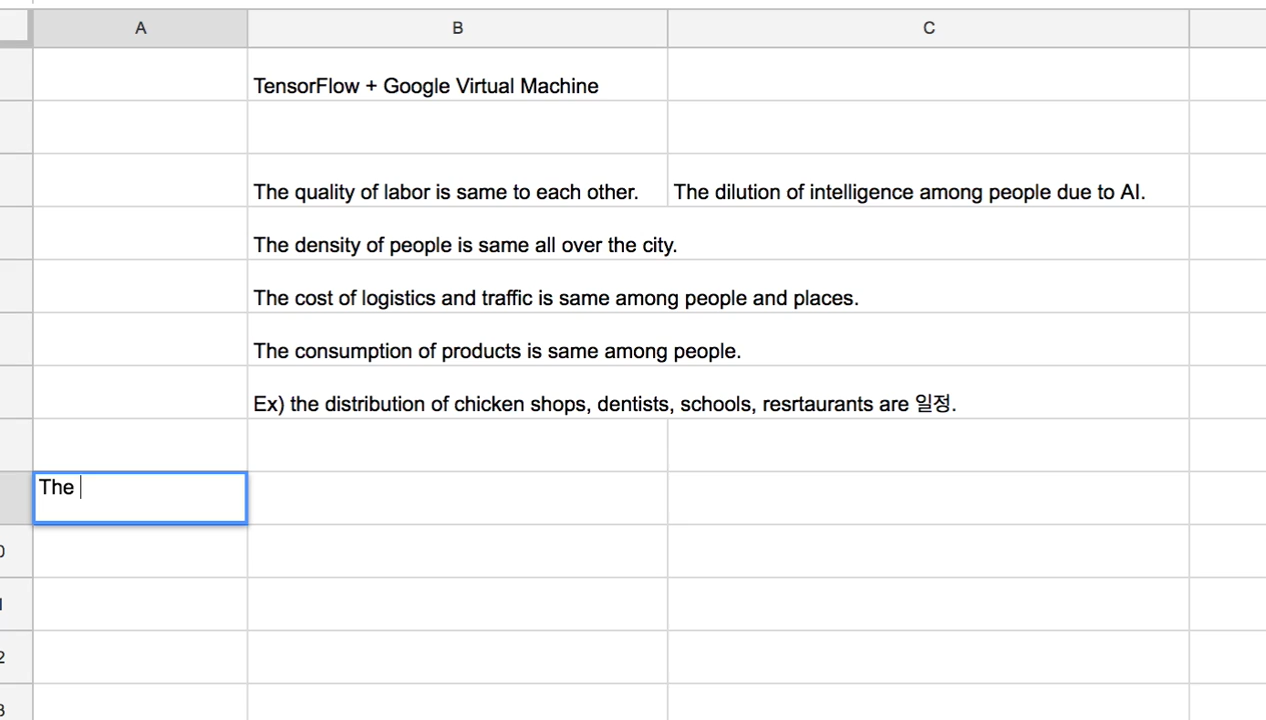 A B C
TensorFlow + Google Virtual Machine
The quality of labor is same to each other. The dilution of intelligence among people due to AI.
The density of people is same all over the city.
The cost of logistics and traffic is same among people and places.
The consumption of products is same among people.
Ex) the distribution of chicken shops, dentists, schools, resrtaurants are 일정.
The